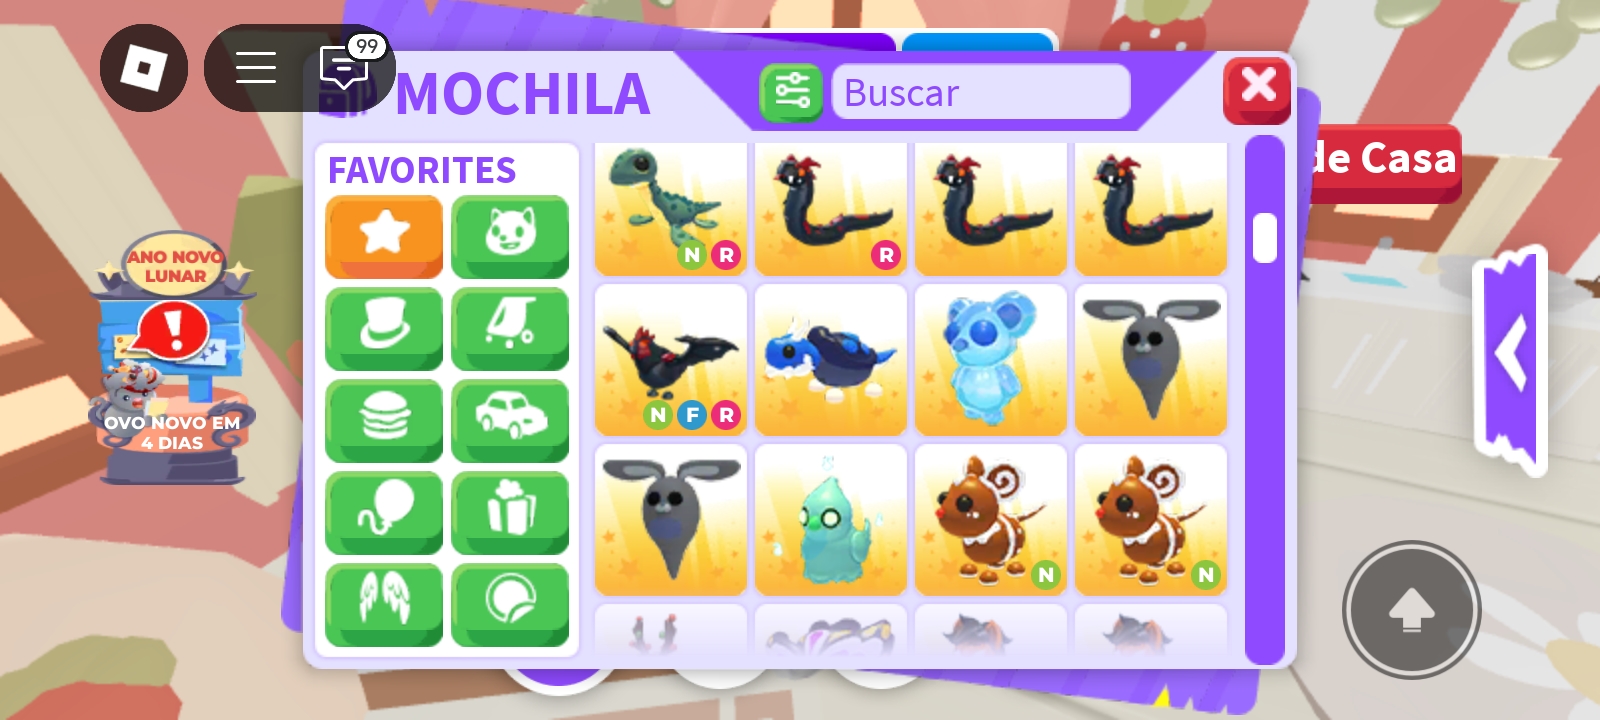 99
MOCHILA
Buscar
FAVORITES
de Casa
ANO NOVO
LUNAR
!
OVO NOVO EM
4 DIAS
N R
R
N F R
N
N